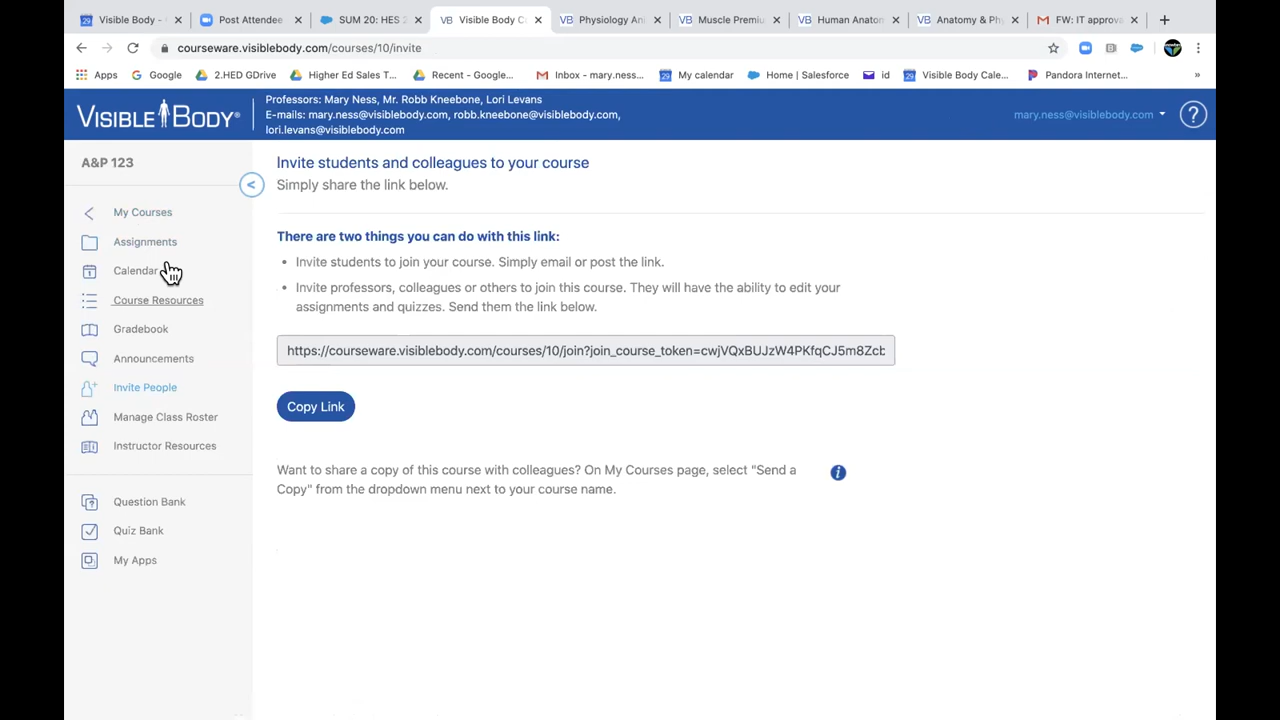 Visible Body -
Post Attendee
SUM 20: HES 2
Visible Body C
Physiology An
Muscle Premiu
Human Anaton
Anatomy & Phy
FW: IT approva
courseware.visiblebody.com/courses/10/invite
Apps
Google
2.HED GDrive
Higher Ed Sales T...
Recent - Google...
Inbox - mary.ness...
My calendar
Home | Salesforce
id
Visible Body Cale...
Pandora Internet...
»
VISIBLE BODY®
Professors: Mary Ness, Mr. Robb Kneebone, Lori Levans
E-mails: mary.ness@visiblebody.com, robb.kneebone@visiblebody.com,
lori.levans@visiblebody.com
mary.ness@visiblebody.com
?
A&P 123
<
My Courses
Assignments
Calendar
Course Resources
Gradebook
Announcements
Invite People
Manage Class Roster
Instructor Resources
Question Bank
Quiz Bank
My Apps
Invite students and colleagues to your course
Simply share the link below.
There are two things you can do with this link:
• Invite students to join your course. Simply email or post the link.
• Invite professors, colleagues or others to join this course. They will have the ability to edit your
assignments and quizzes. Send them the link below.
https://courseware.visiblebody.com/courses/10/join?join_course_token=cwjVQxBUJzW4PKfqCJ5m8Zcb
Copy Link
Want to share a copy of this course with colleagues? On My Courses page, select "Send a
Copy" from the dropdown menu next to your course name.
i